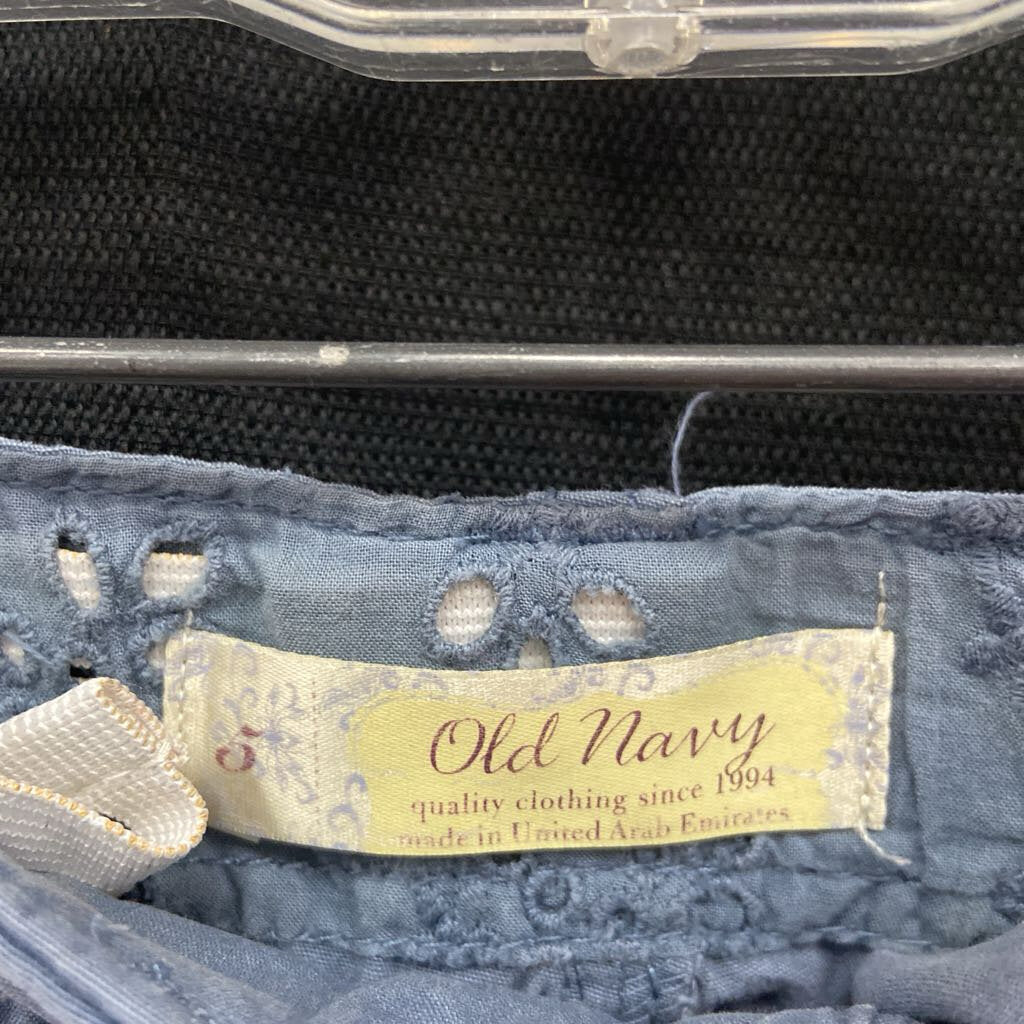 5
Old Navy
quality clothing since 1994
made in United Arab Emirates